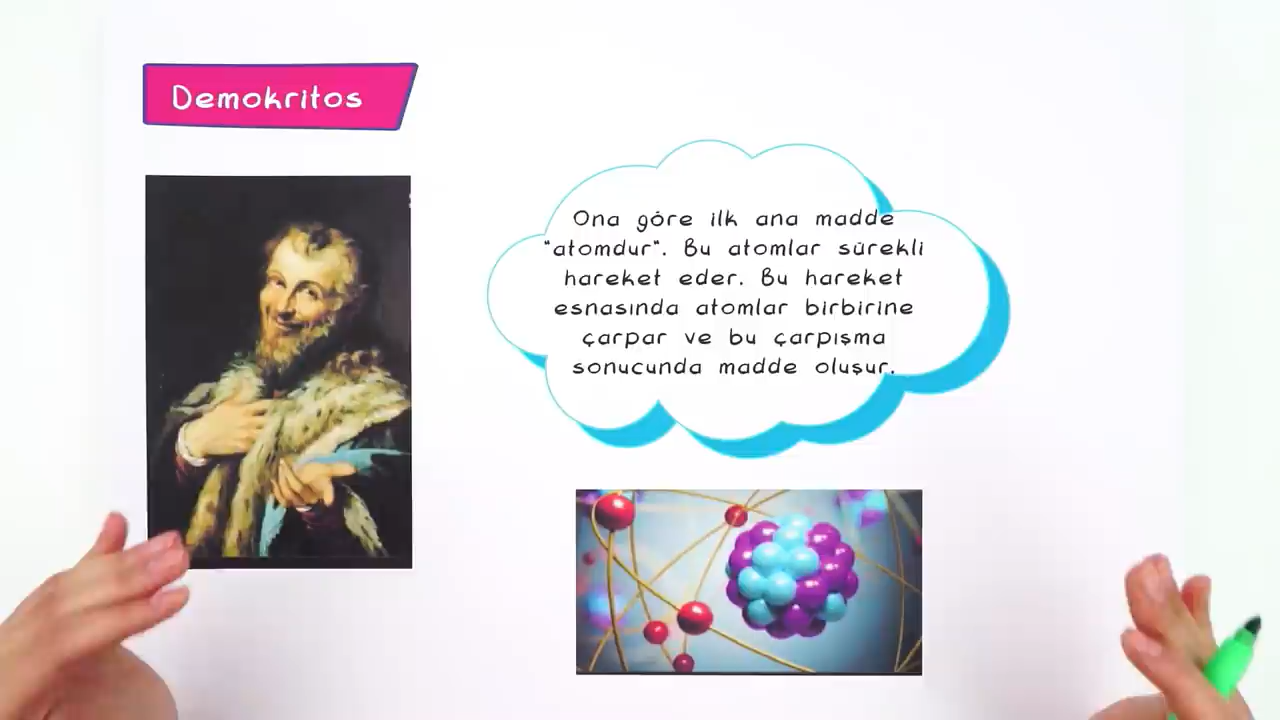 Demokritos
Ona göre ilk ana madde
"atomdur". Bu atomlar sürekli
hareket eder. Bu hareket
esnasında atomlar birbirine
çarpar ve bu çarpışma
sonucunda madde oluşur.